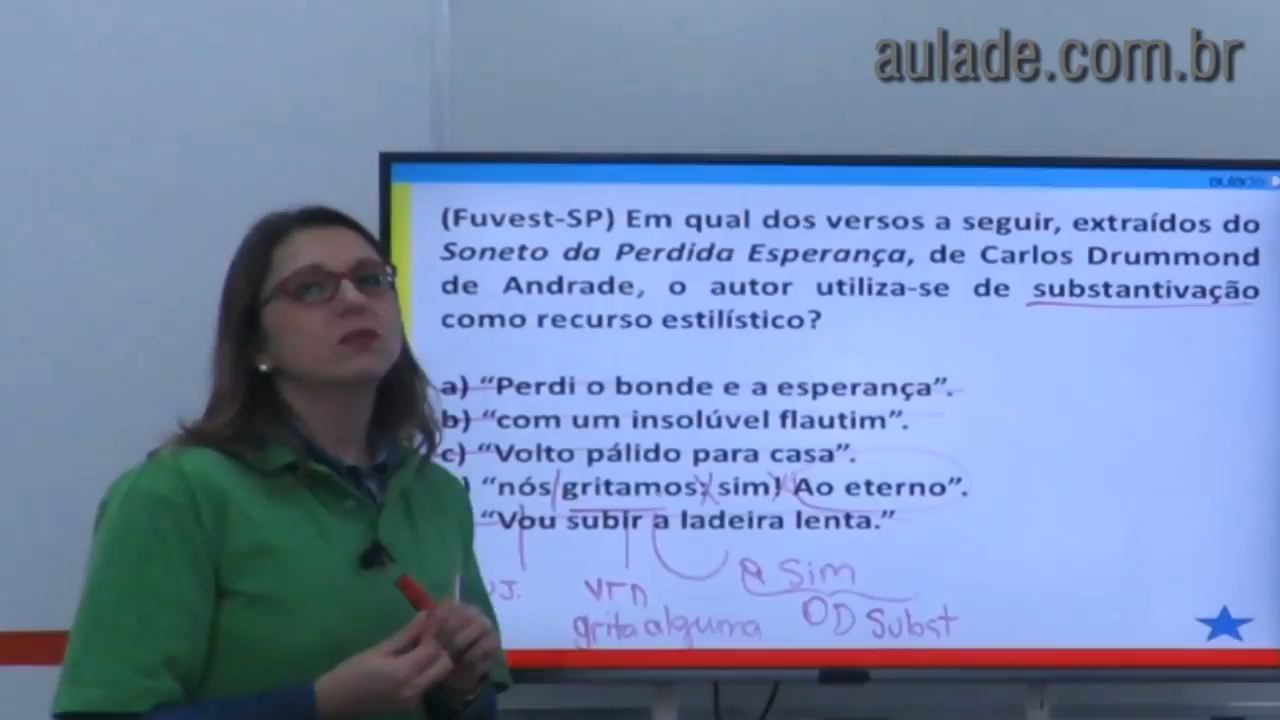 aulade.com.br
aulade
(Fuvest-SP) Em qual dos versos a seguir, extraídos do
Soneto da Perdida Esperança, de Carlos Drummond
de Andrade, o autor utiliza-se de substantivação
como recurso estilístico?
a) “Perdi o bonde e a esperança”.
b) “com um insolúvel flautim”.
c) “Volto pálido para casa”.
) “nós gritamos: sim! Ao eterno”.
“Vou subir a ladeira lenta.”
VTD
sim
grita alguma
OD Subst